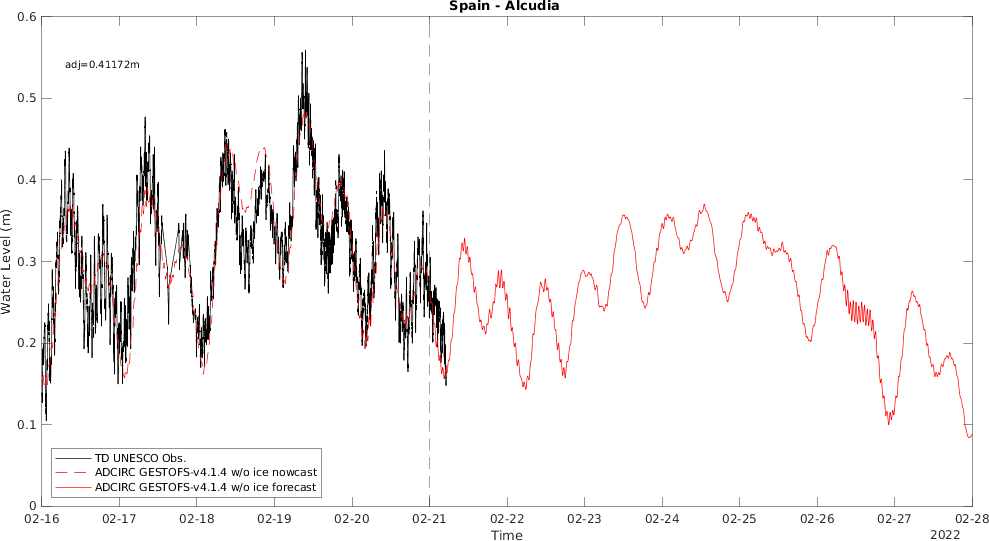 Spain - Alcudia
0.6
adj=0.41172m
0.5
0.4
0.3
0.2
0.1
0
Water Level (m)
TD UNESCO Obs.
ADCIRC GESTOFS-v4.1.4 w/o ice nowcast
ADCIRC GESTOFS-v4.1.4 w/o ice forecast
02-16 02-17 02-18 02-19 02-20 02-21 02-22 02-23 02-24 02-25 02-26 02-27 02-28
Time
2022